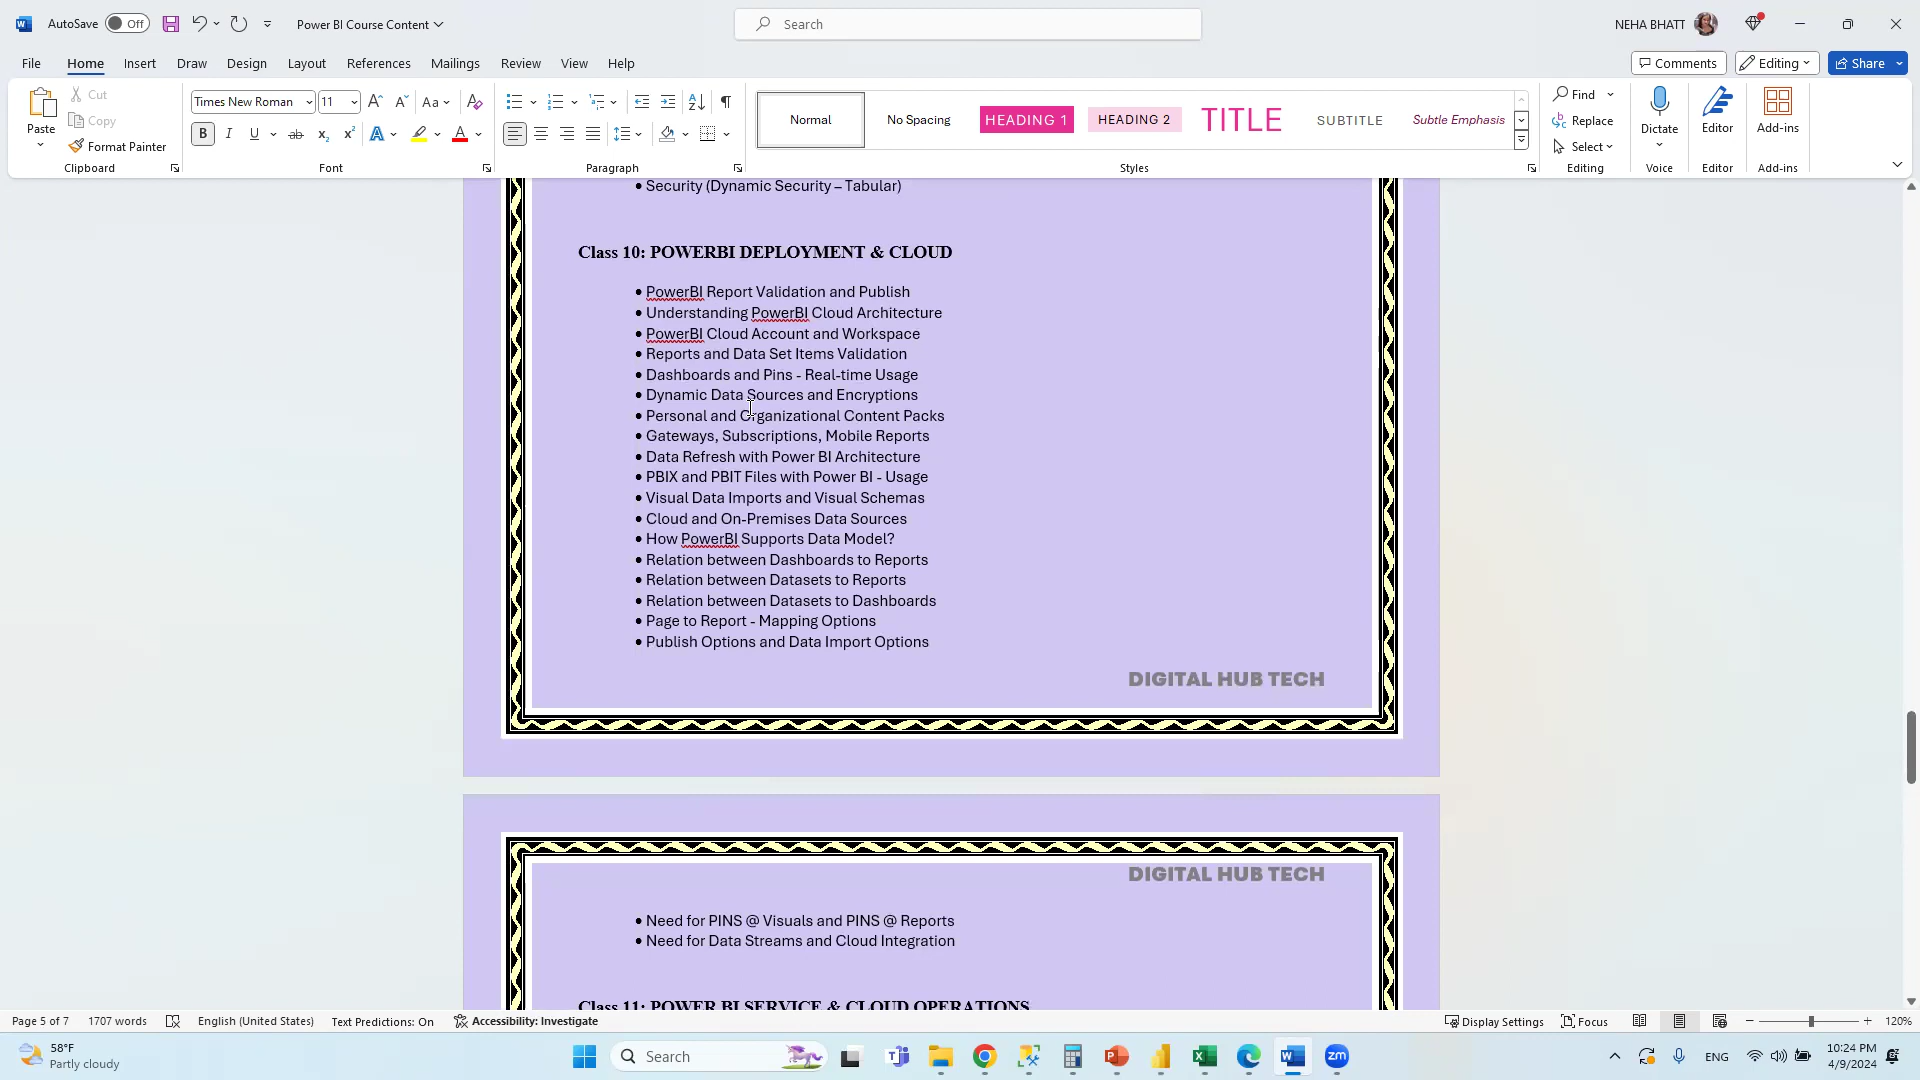 AutoSave Off Power BI Course Content Search NEHA BHATT
File Home Insert Draw Design Layout References Mailings Review View Help Comments Editing Share
Paste Cut Copy Format Painter Clipboard
Times New Roman 11 Aa Font
Paragraph
Normal No Spacing HEADING 1 HEADING 2 TITLE SUBTITLE Subtle Emphasis Styles
Find Replace Select Editing
Dictate Voice
Editor Editor
Add-ins Add-ins
• Security (Dynamic Security – Tabular)
Class 10: POWERBI DEPLOYMENT & CLOUD
• PowerBI Report Validation and Publish
• Understanding PowerBI Cloud Architecture
• PowerBI Cloud Account and Workspace
• Reports and Data Set Items Validation
• Dashboards and Pins - Real-time Usage
• Dynamic Data Sources and Encryptions
• Personal and Organizational Content Packs
• Gateways, Subscriptions, Mobile Reports
• Data Refresh with Power BI Architecture
• PBIX and PBIT Files with Power BI - Usage
• Visual Data Imports and Visual Schemas
• Cloud and On-Premises Data Sources
• How PowerBI Supports Data Model?
• Relation between Dashboards to Reports
• Relation between Datasets to Reports
• Relation between Datasets to Dashboards
• Page to Report - Mapping Options
• Publish Options and Data Import Options
DIGITAL HUB TECH
DIGITAL HUB TECH
• Need for PINS @ Visuals and PINS @ Reports
• Need for Data Streams and Cloud Integration
Class 11: POWER BI SERVICE & CLOUD OPERATIONS
Page 5 of 7 1707 words English (United States) Text Predictions: On Accessibility: Investigate Display Settings Focus 120%
58°F
Partly cloudy
Search
ENG
10:24 PM
4/9/2024